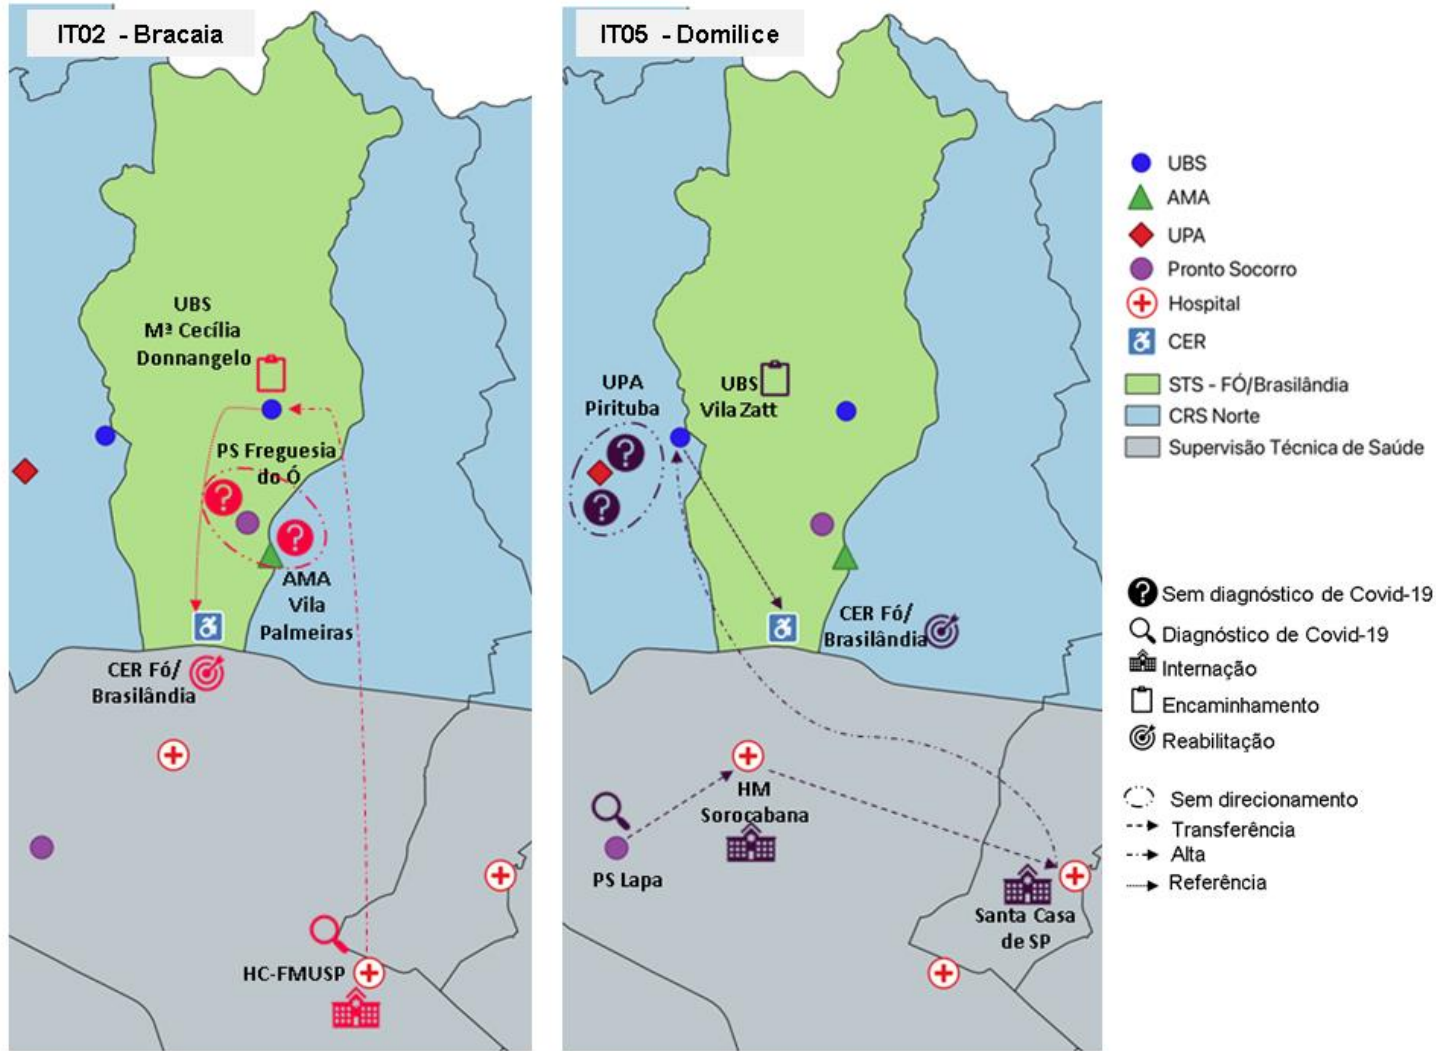 IT02 - Bracaia
UBS
Mª Cecília
Donnangelo
PS Freguesia
do Ó
AMA
Vila
Palmeiras
CER Fó/
Brasilândia
HC-FMUSP
IT05 - Domilice
UPA
Pirituba
UBS
Vila Zatt
CER Fó/
Brasilândia
HM
Sorocabana
PS Lapa
Santa Casa
de SP
UBS
AMA
UPA
Pronto Socorro
Hospital
CER
STS - FÓ/Brasilândia
CRS Norte
Supervisão Técnica de Saúde
Sem diagnóstico de Covid-19
Diagnóstico de Covid-19
Internação
Encaminhamento
Reabilitação
Sem direcionamento
Transferência
Alta
Referência